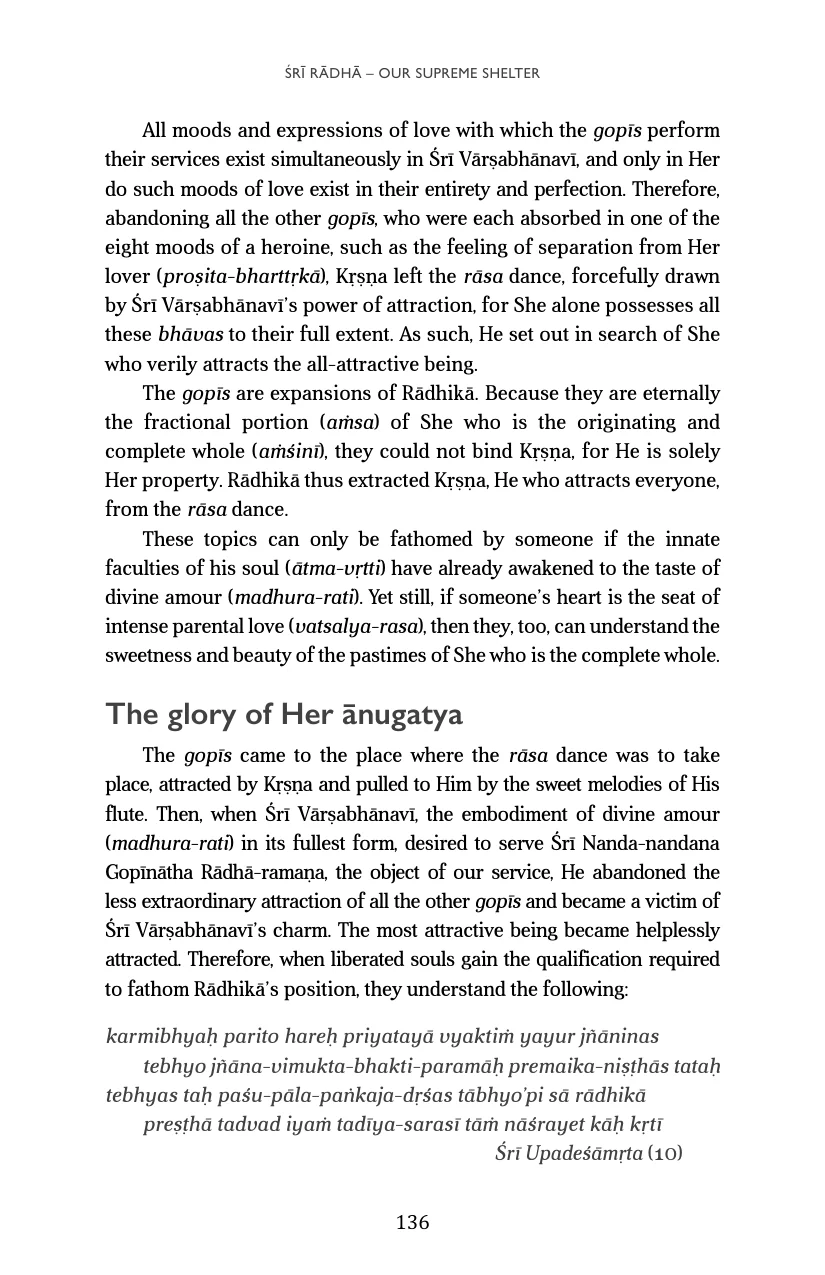 ŚRĪ RĀDHĀ – OUR SUPREME SHELTER
All moods and expressions of love with which the gopīs perform
their services exist simultaneously in Śrī Vārṣabhānavī, and only in Her
do such moods of love exist in their entirety and perfection. Therefore,
abandoning all the other gopīs, who were each absorbed in one of the
eight moods of a heroine, such as the feeling of separation from Her
lover (proṣita-bharttṛkā), Kṛṣṇa left the rāsa dance, forcefully drawn
by Śrī Vārṣabhānavī’s power of attraction, for She alone possesses all
these bhāvas to their full extent. As such, He set out in search of She
who verily attracts the all-attractive being.
The gopīs are expansions of Rādhikā. Because they are eternally
the fractional portion (aṁsa) of She who is the originating and
complete whole (aṁśinī), they could not bind Kṛṣṇa, for He is solely
Her property. Rādhikā thus extracted Kṛṣṇa, He who attracts everyone,
from the rāsa dance.
These topics can only be fathomed by someone if the innate
faculties of his soul (ātma-vṛtti) have already awakened to the taste of
divine amour (madhura-rati). Yet still, if someone’s heart is the seat of
intense parental love (vatsalya-rasa), then they, too, can understand the
sweetness and beauty of the pastimes of She who is the complete whole.
The glory of Her ānugatya
The gopīs came to the place where the rāsa dance was to take
place, attracted by Kṛṣṇa and pulled to Him by the sweet melodies of His
flute. Then, when Śrī Vārṣabhānavī, the embodiment of divine amour
(madhura-rati) in its fullest form, desired to serve Śrī Nanda-nandana
Gopīnātha Rādhā-ramaṇa, the object of our service, He abandoned the
less extraordinary attraction of all the other gopīs and became a victim of
Śrī Vārṣabhānavī’s charm. The most attractive being became helplessly
attracted. Therefore, when liberated souls gain the qualification required
to fathom Rādhikā’s position, they understand the following:
karmibhyaḥ parito hareḥ priyatayā vyaktiṁ yayur jñāninas
tebhyo jñāna-vimukta-bhakti-paramāḥ premaika-niṣṭhās tataḥ
tebhyas taḥ paśu-pāla-paṅkaja-dṛśas tābhyo’pi sā rādhikā
preṣṭhā tadvad iyaṁ tadīya-sarasī tāṁ nāśrayet kāḥ kṛtī
Śrī Upadeśāmṛta (10)
136